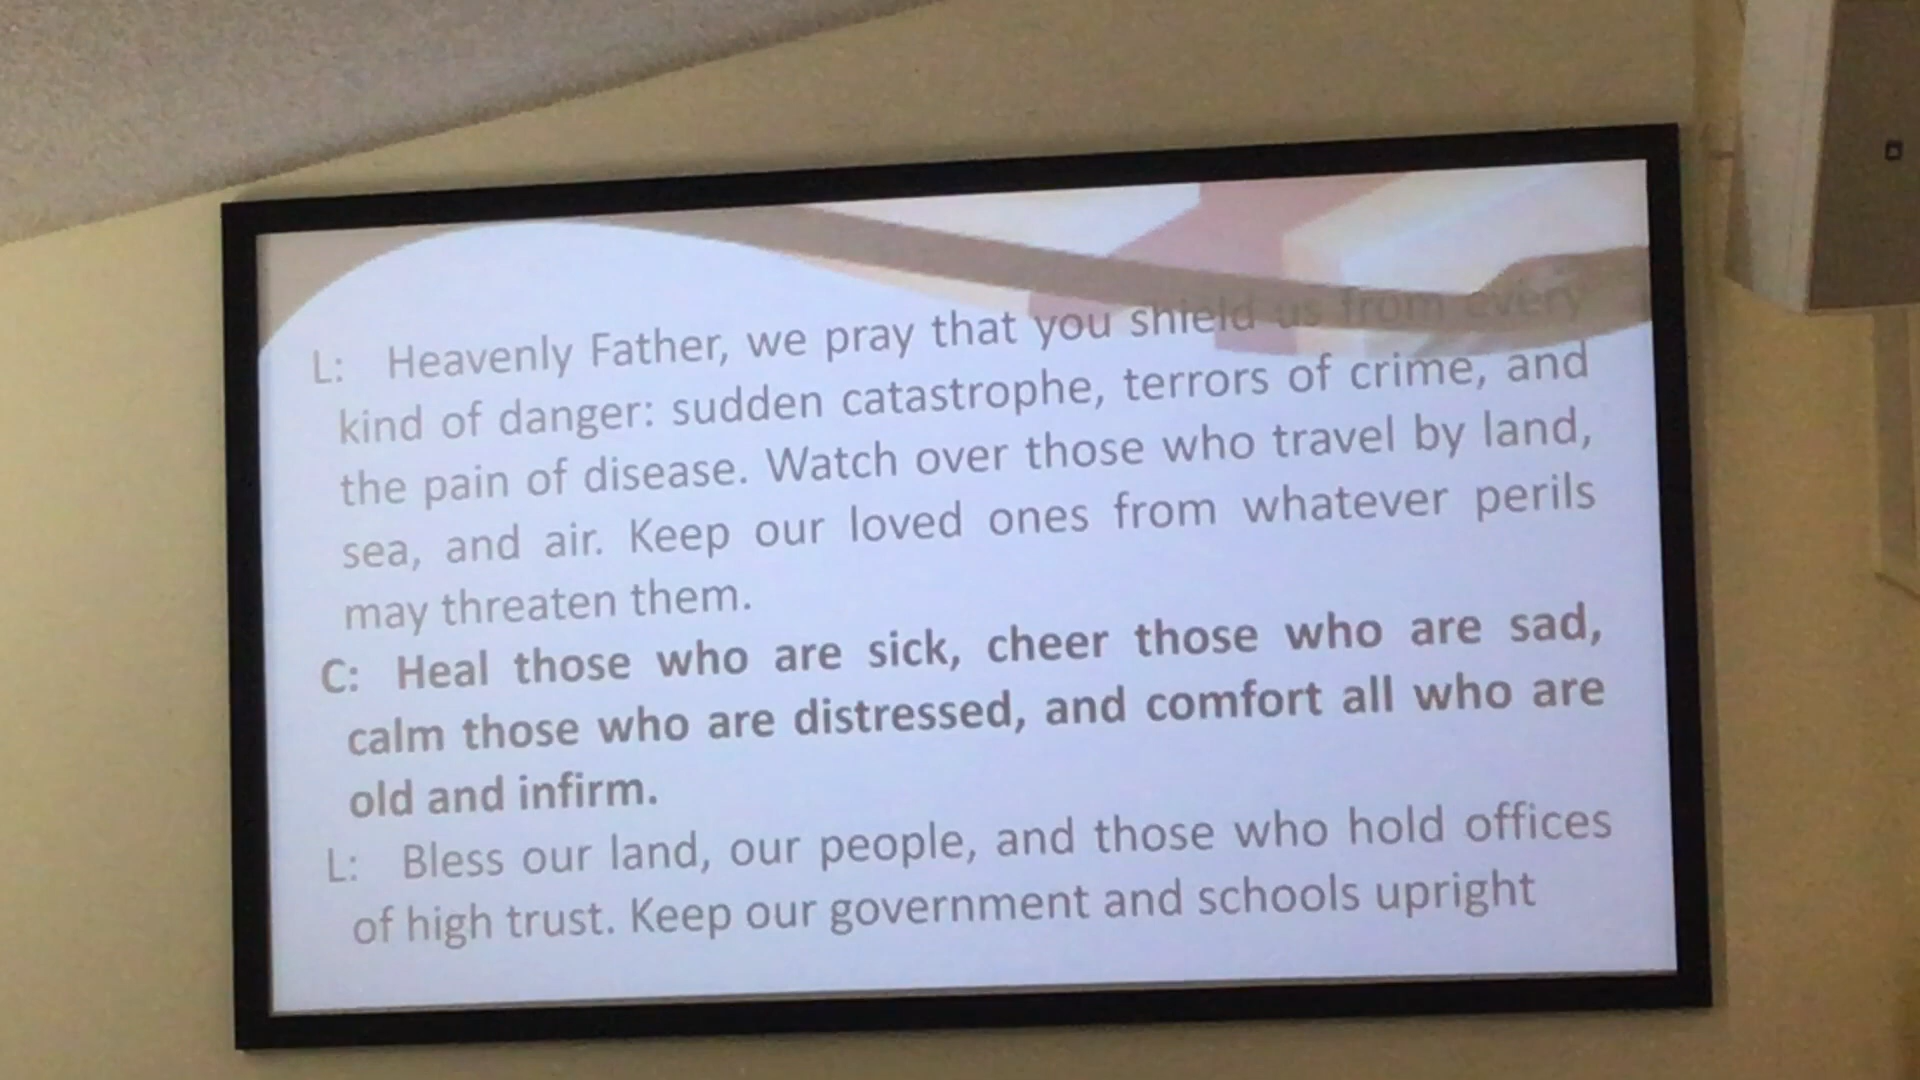 L: Heavenly Father, we pray that you shield us from every
kind of danger: sudden catastrophe, terrors of crime, and
the pain of disease. Watch over those who travel by land,
sea, and air. Keep our loved ones from whatever perils
may threaten them.
C: Heal those who are sick, cheer those who are sad,
calm those who are distressed, and comfort all who are
old and infirm.
L: Bless our land, our people, and those who hold offices
of high trust. Keep our government and schools upright